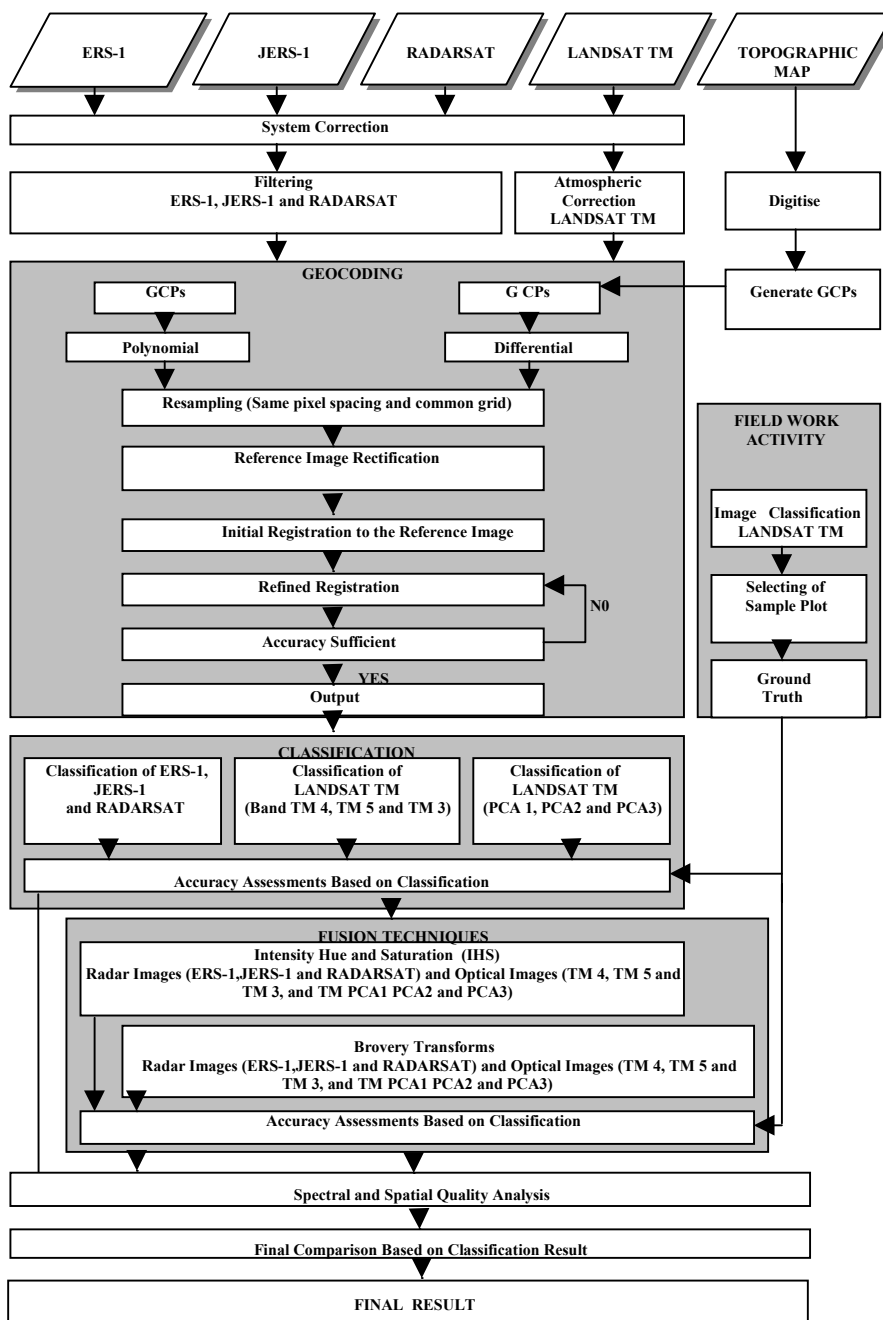 ERS-1
JERS-1
RADARSAT
LANDSAT TM
TOPOGRAPHIC
MAP
System Correction
Filtering
ERS-1, JERS-1 and RADARSAT
Atmospheric
Correction
LANDSAT TM
Digitise
GEOCODING
GCPs
G CPs
Generate GCPs
Polynomial
Differential
Resampling (Same pixel spacing and common grid)
Reference Image Rectification
Initial Registration to the Reference Image
Refined Registration
N0
Accuracy Sufficient
YES
Output
FIELD WORK
ACTIVITY
Image Classification
LANDSAT TM
Selecting of
Sample Plot
Ground
Truth
CLASSIFICATION
Classification of ERS-1,
JERS-1
and RADARSAT
Classification of
LANDSAT TM
(Band TM 4, TM 5 and TM 3)
Classification of
LANDSAT TM
(PCA 1, PCA2 and PCA3)
Accuracy Assessments Based on Classification
FUSION TECHNIQUES
Intensity Hue and Saturation (IHS)
Radar Images (ERS-1,JERS-1 and RADARSAT) and Optical Images (TM 4, TM 5 and
TM 3, and TM PCA1 PCA2 and PCA3)
Brovery Transforms
Radar Images (ERS-1,JERS-1 and RADARSAT) and Optical Images (TM 4, TM 5 and
TM 3, and TM PCA1 PCA2 and PCA3)
Accuracy Assessments Based on Classification
Spectral and Spatial Quality Analysis
Final Comparison Based on Classification Result
FINAL RESULT